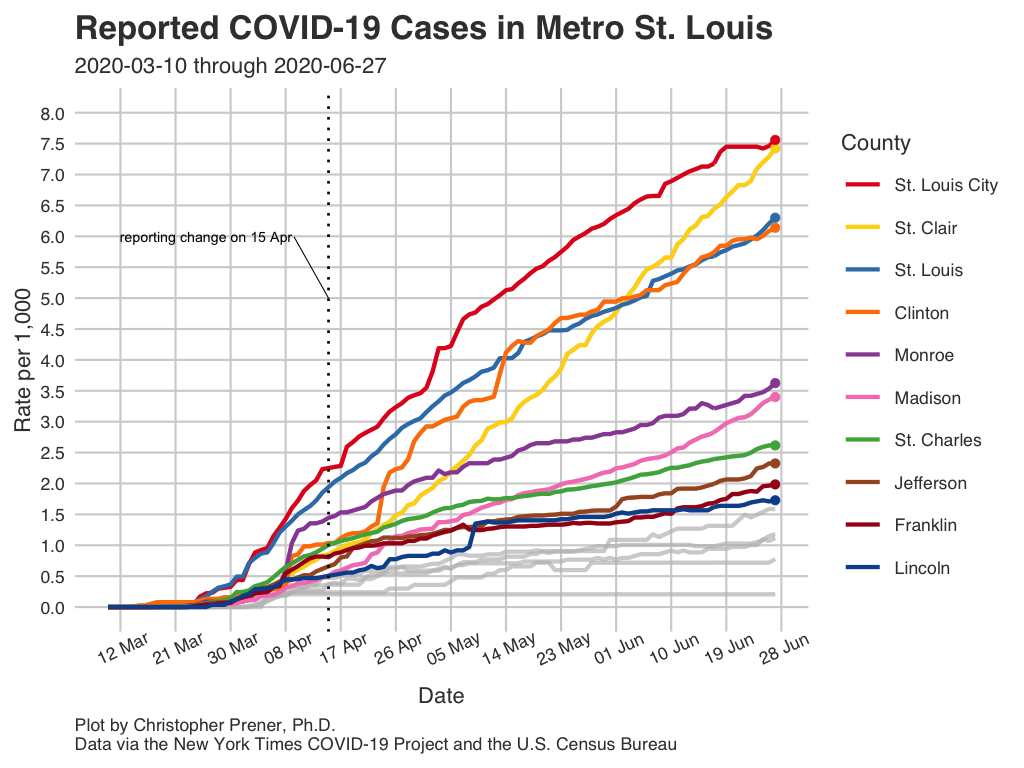 Reported COVID-19 Cases in Metro St. Louis
2020-03-10 through 2020-06-27
8.0
7.5
7.0
6.5
6.0
5.5
5.0
4.5
4.0
3.5
3.0
2.5
2.0
1.5
1.0
0.5
0.0
Rate per 1,000
reporting change on 15 Apr
12 Mar
21 Mar
30 Mar
08 Apr
17 Apr
26 Apr
05 May
14 May
23 May
01 Jun
10 Jun
19 Jun
28 Jun
Date
County
St. Louis City
St. Clair
St. Louis
Clinton
Monroe
Madison
St. Charles
Jefferson
Franklin
Lincoln
Plot by Christopher Prener, Ph.D.
Data via the New York Times COVID-19 Project and the U.S. Census Bureau